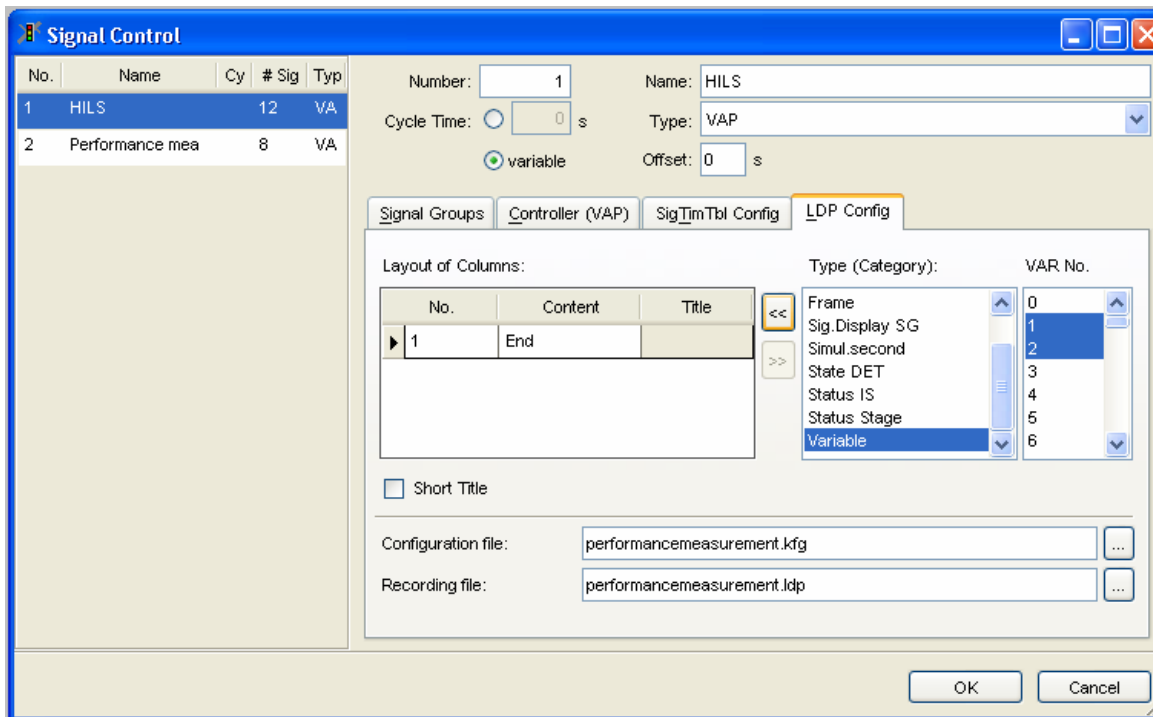 Signal Control
No. Name Cy # Sig Typ
1 HILS 12 VA
2 Performance mea 8 VA
Number: 1 Name: HILS
Cycle Time: 0 s Type: VAP
variable Offset: 0 s
Signal Groups Controller (VAP) SigTimTbl Config LDP Config
Layout of Columns: Type (Category): VAR No.
No. Content Title
1 End
<<
>>
Frame
Sig.Display SG
Simul.second
State DET
Status IS
Status Stage
Variable
0
1
2
3
4
5
6
Short Title
Configuration file: performancemeasurement.kfg ...
Recording file: performancemeasurement.ldp ...
OK Cancel